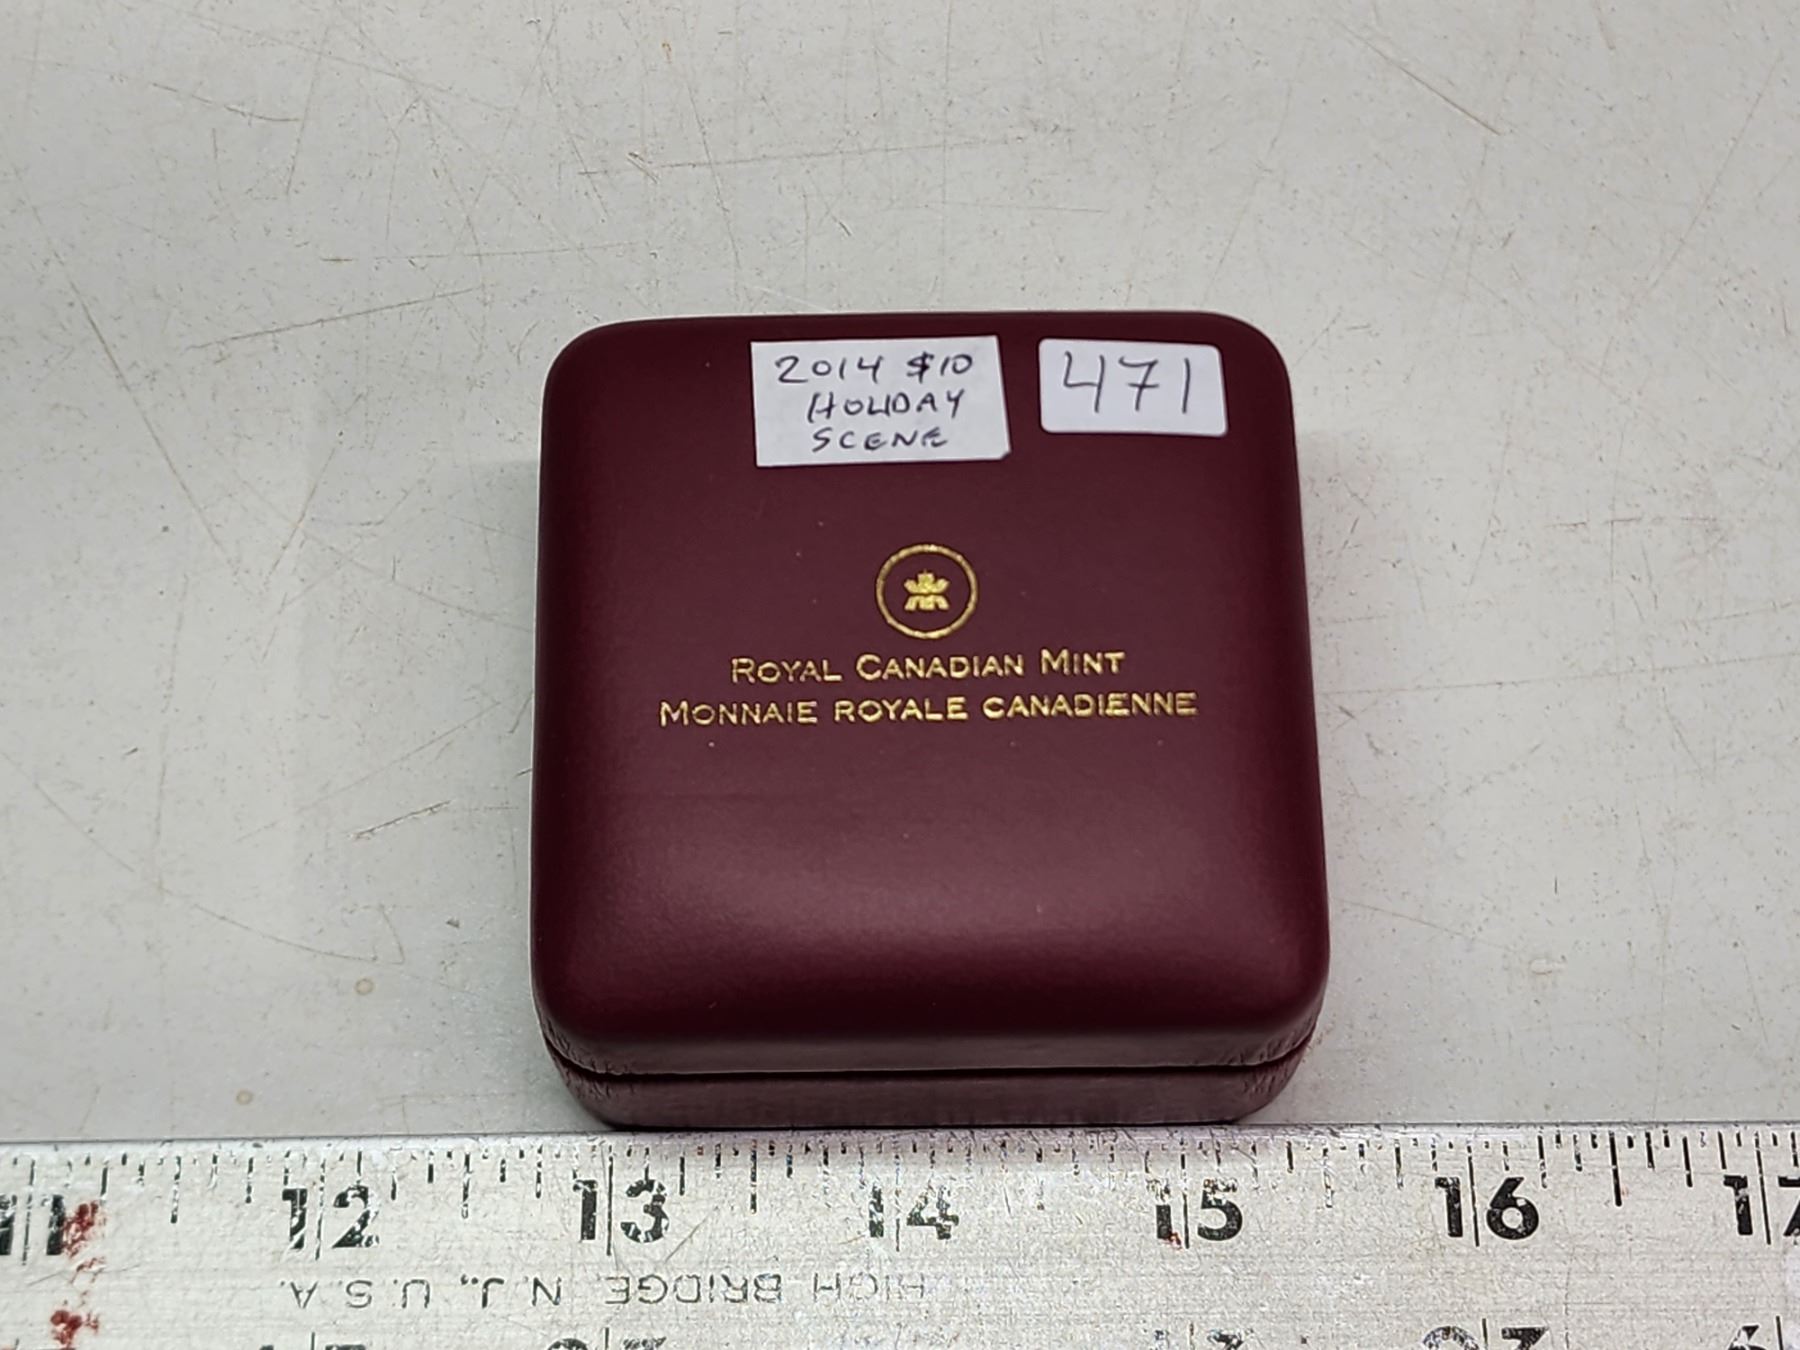 2014 $10
HOLIDAY
SCENE
471
ROYAL CANADIAN MINT
MONNAIE ROYALE CANADIENNE
11 12 13 14 15 16 17
HIGH BRIDGE, N.J., U.S.A.